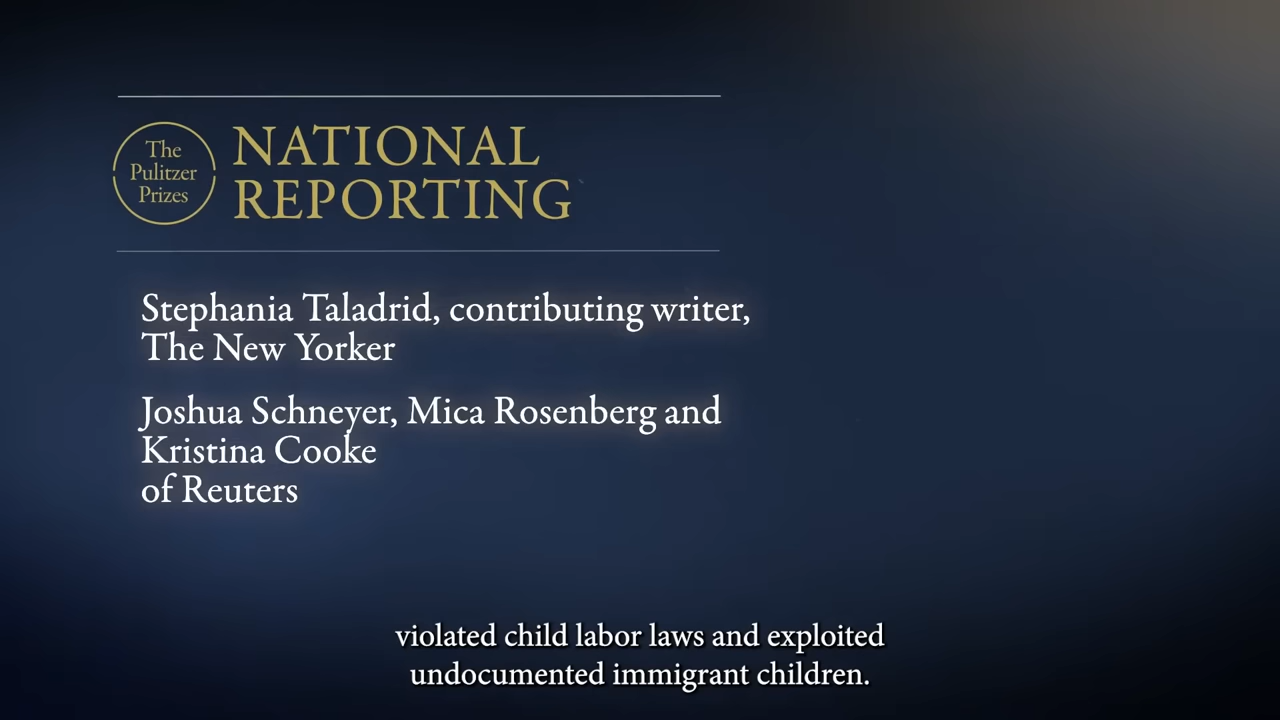 The
Pulitzer
Prizes
NATIONAL
REPORTING
Stephania Taladrid, contributing writer,
The New Yorker
Joshua Schneyer, Mica Rosenberg and
Kristina Cooke
of Reuters
violated child labor laws and exploited
undocumented immigrant children.